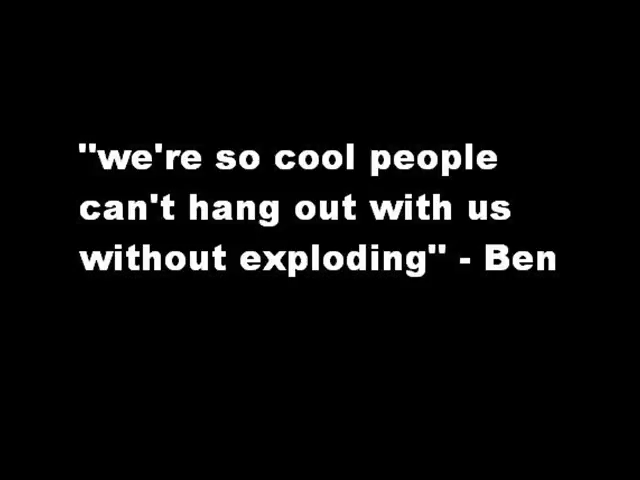 "we're so cool people
can't hang out with us
without exploding" - Ben